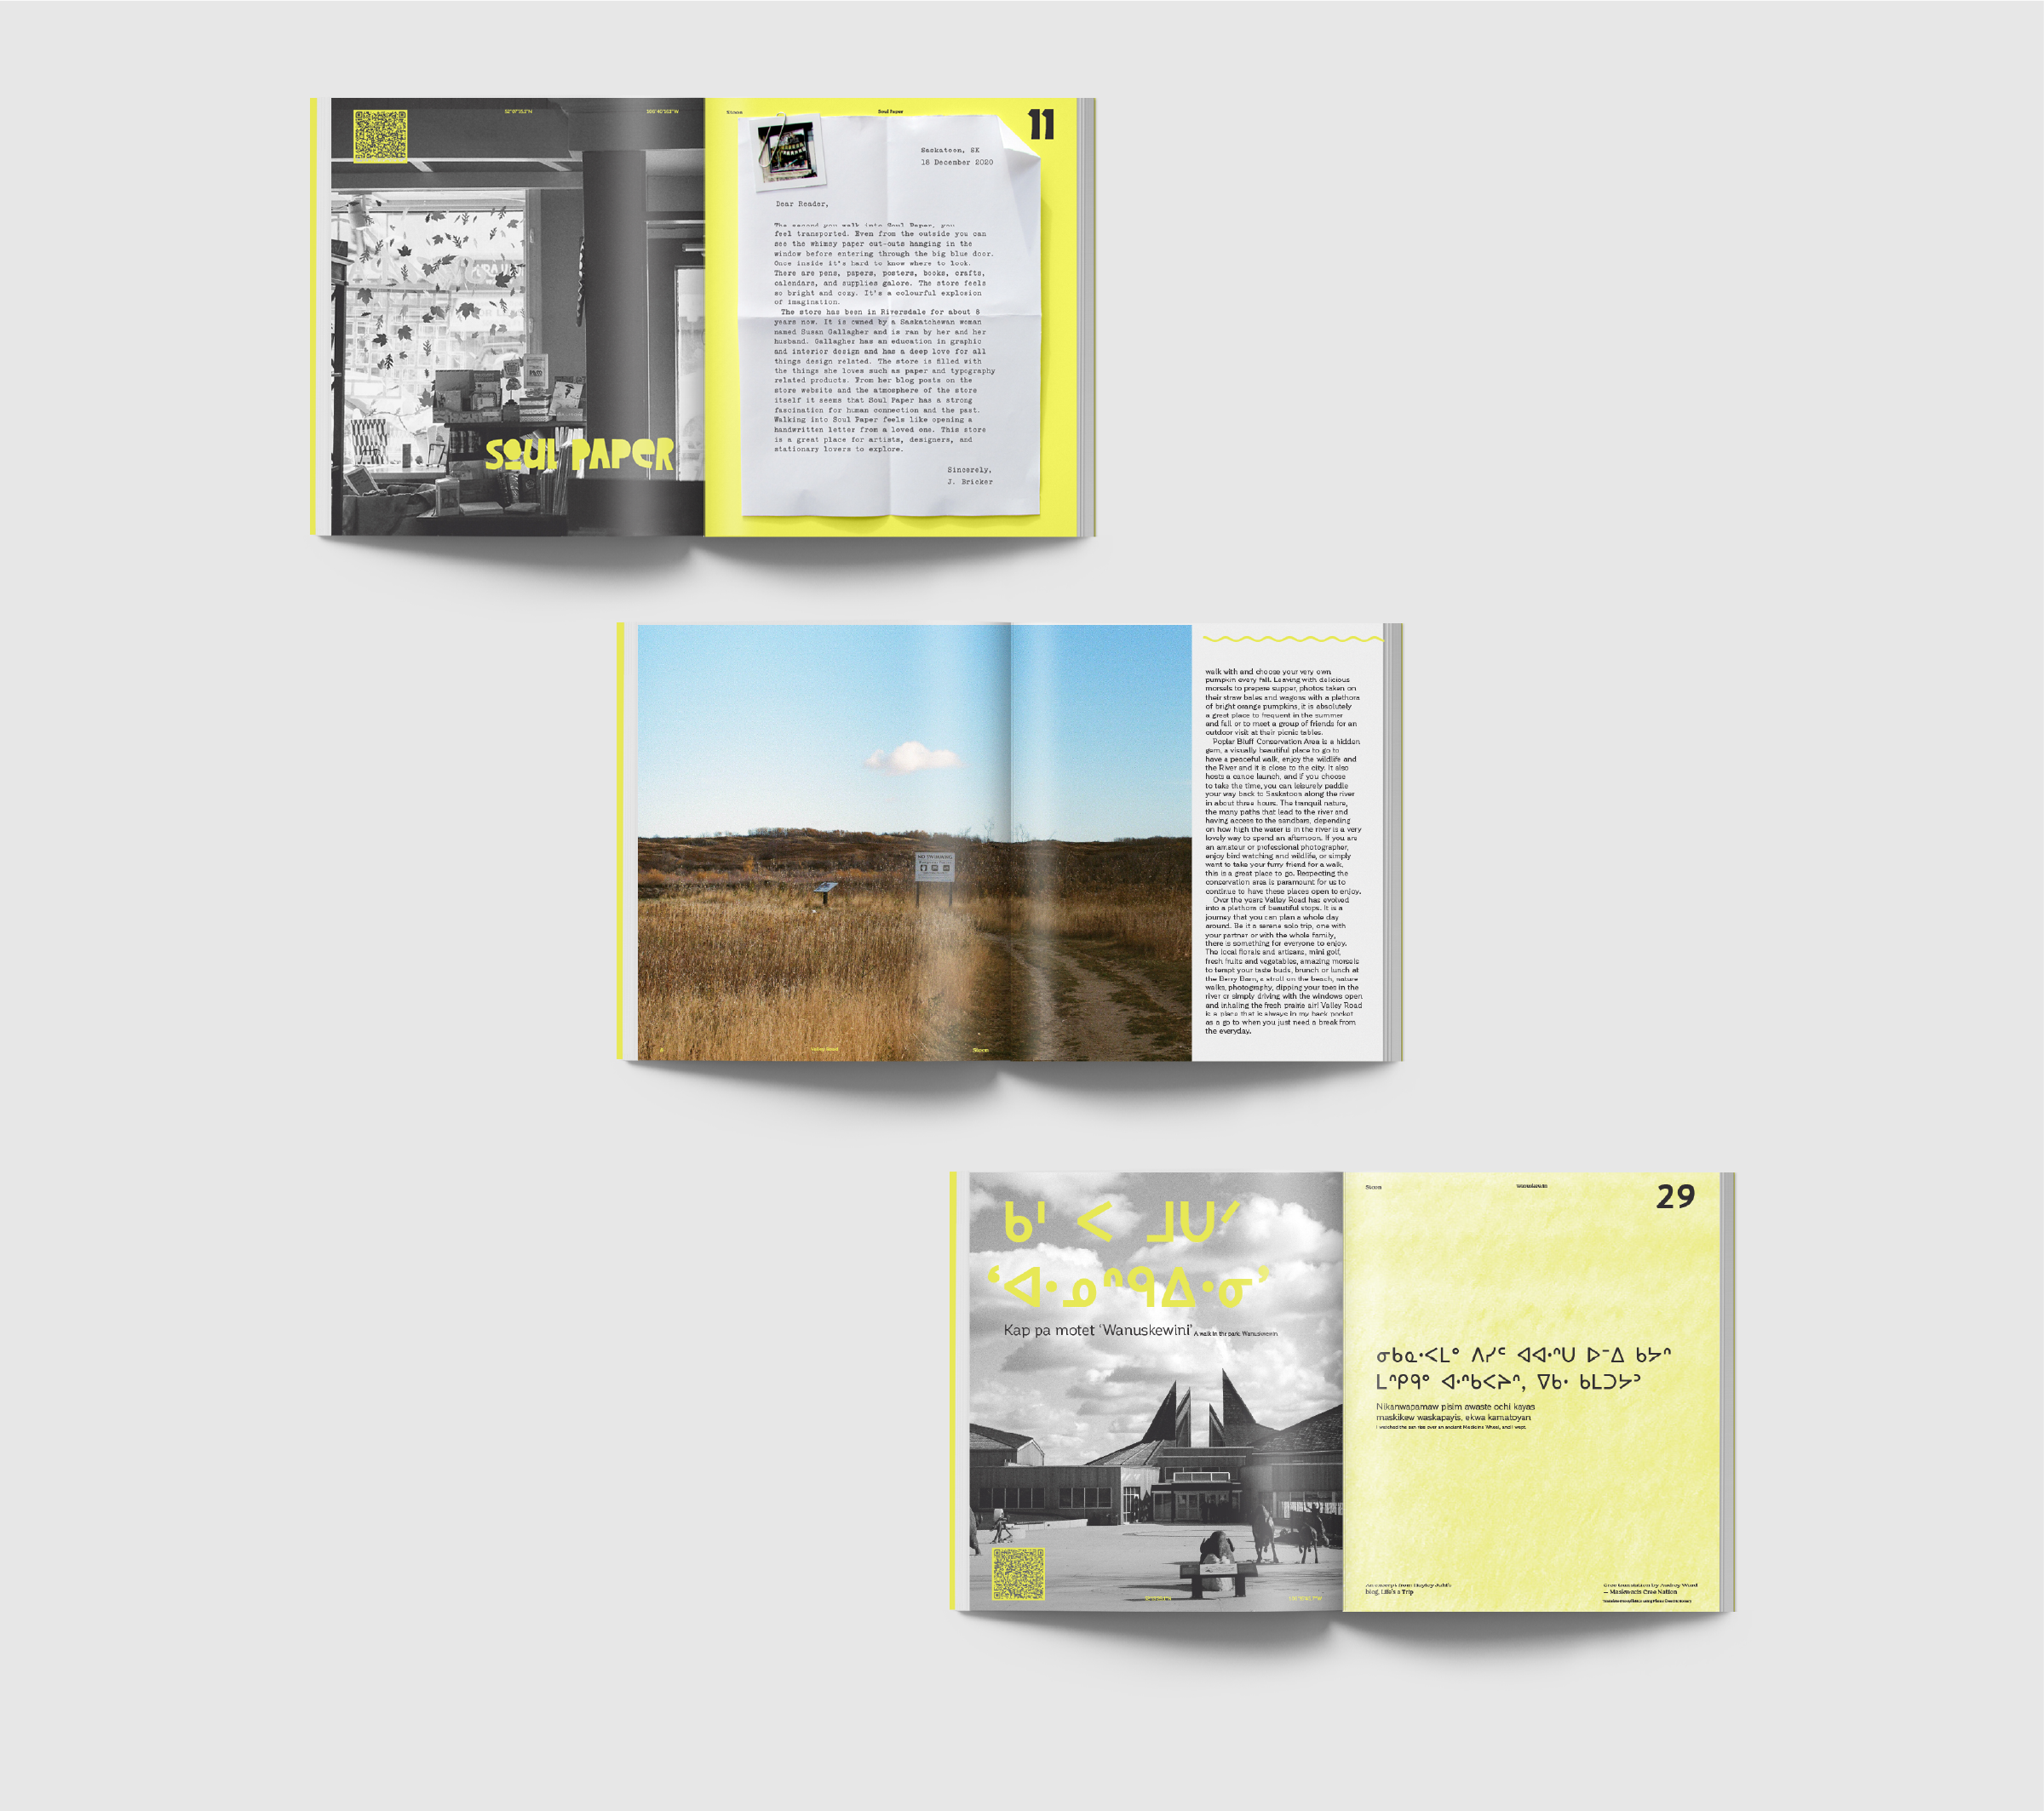 52°07'31.2"N
Stoon
Soul Paper
11
Saskatoon, SK
18 December 2020
Dear Reader,
The second you walk into Soul Paper, you
feel transported. Even from the outside you can
see the whimsy paper cut-outs hanging in the
window before entering through the big blue door.
Once inside it's hard to know where to look.
There are pens, papers, posters, books, crafts,
calendars, and supplies galore. The store feels
so bright and cozy. It's a colourful explosion
of imagination.
The store has been in Riversdale for about 6
years now. It is owned by a Saskatchewan woman
named Susan Gallagher and is ran by her and her
husband. Gallagher has an education in graphic
and interior design and has a deep love for all
things design related. The store is filled with
the things she loves such as paper and typography
related products. From her blog posts on the
store website and the atmosphere of the store
itself it seems that Soul Paper has a strong
fascination for human connection and the past.
Walking into Soul Paper feels like opening a
handwritten letter from a loved one. This store
is a great place for artists, designers, and
stationary lovers to explore.
Sincerely,
J. Bricker
SOUL PAPER
NO SWIMMING
Valley Road
Stoon
walk with and choose your very own
pumpkin every fall. Leaving with delicious
morsels to prepare supper, photos taken on
their straw bales and wagons with a plethora
of bright orange pumpkins, it is absolutely
a great place to frequent in the summer
and fall or to meet a group of friends for an
outdoor visit at their picnic tables.
Poplar Bluff Conservation Area is a hidden
gem, a visually beautiful place to go to
have a peaceful walk, enjoy the wildlife and
the River and it is close to the city. It also
hosts a canoe launch, and if you choose
to take the time, you can leisurely paddle
your way back to Saskatoon along the river
in about three hours. The tranquil nature,
the many paths that lead to the river and
having access to the sandbars, depending
on how high the water is in the river is a very
lovely way to spend an afternoon. If you are
an amateur or professional photographer,
enjoy bird watching and wildlife, or simply
want to take your furry friend for a walk,
this is a great place to go. Respecting the
conservation area is paramount for us to
continue to have these places open to enjoy.
Over the years Valley Road has evolved
into a plethora of beautiful stops. It is a
journey that you can plan a whole day
around. Be it a serene solo trip, one with
your partner or with the whole family,
there is something for everyone to enjoy.
The local florals and artisans, mini golf,
fresh fruits and vegetables, amazing morsels
to tempt your taste buds, brunch or lunch at
the Berry Barn, a stroll on the beach, nature
walks, photography, dipping your toes in the
river or simply driving with the windows open
and inhaling the fresh prairie air! Valley Road
is a place that is always in my back pocket
as a go to when you just need a break from
the everyday.
ᑲᑊ ᐸ ᒧᑌᐟ
‘ᐗᓄᐢᑫᐏᓂ’
Kap pa motet ‘Wanuskewini’ A walk in the park: Wanuskewin
Stoon
Wanuskewin
29
ᓂᑲᓇᐧᐸᒪᐤ ᐱᓯᒼ ᐊᐊᐧᐢᑌ ᐅᐨᐃ ᑲᔭᐢ
ᒪᐢᑭᑫᐤ ᐊᐧᐢᑲᐸᔨᐢ, ᐁᑲᐧ ᑲᒪᑐᔭᐣ
Nikanwapamaw pisim awaste ochi kayas
maskikew waskapayis, ekwa kamatoyan
I watched the sun rise over an ancient Medicine Wheel, and I wept.
blog, Life's a Trip
Cree translation by Audrey Ward
— Maskwacis Cree Nation